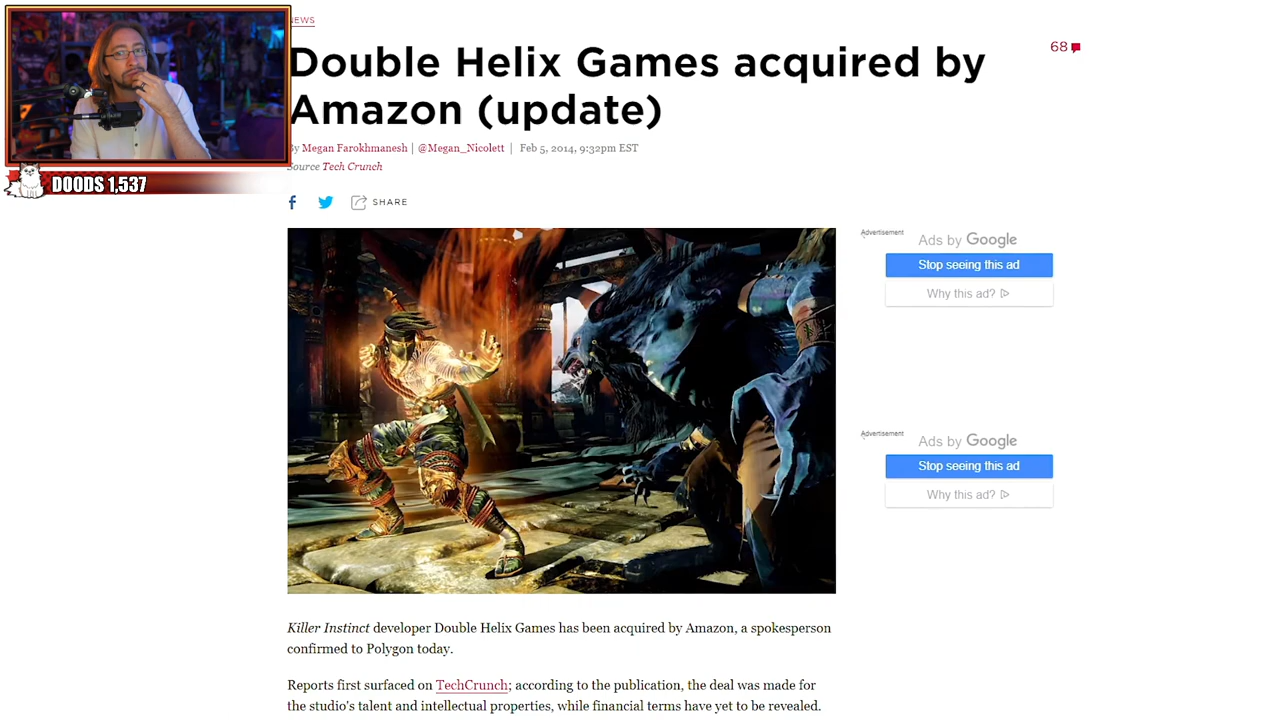 NEWS
Double Helix Games acquired by
Amazon (update)
68
By Megan Farokhmanesh | @Megan_Nicolett | Feb 5, 2014, 9:32pm EST
Source Tech Crunch
DOODS 1,537
SHARE
Advertisement
Ads by Google
Stop seeing this ad
Why this ad?
Advertisement
Ads by Google
Stop seeing this ad
Why this ad?
Killer Instinct developer Double Helix Games has been acquired by Amazon, a spokesperson
confirmed to Polygon today.
Reports first surfaced on TechCrunch; according to the publication, the deal was made for
the studio's talent and intellectual properties, while financial terms have yet to be revealed.